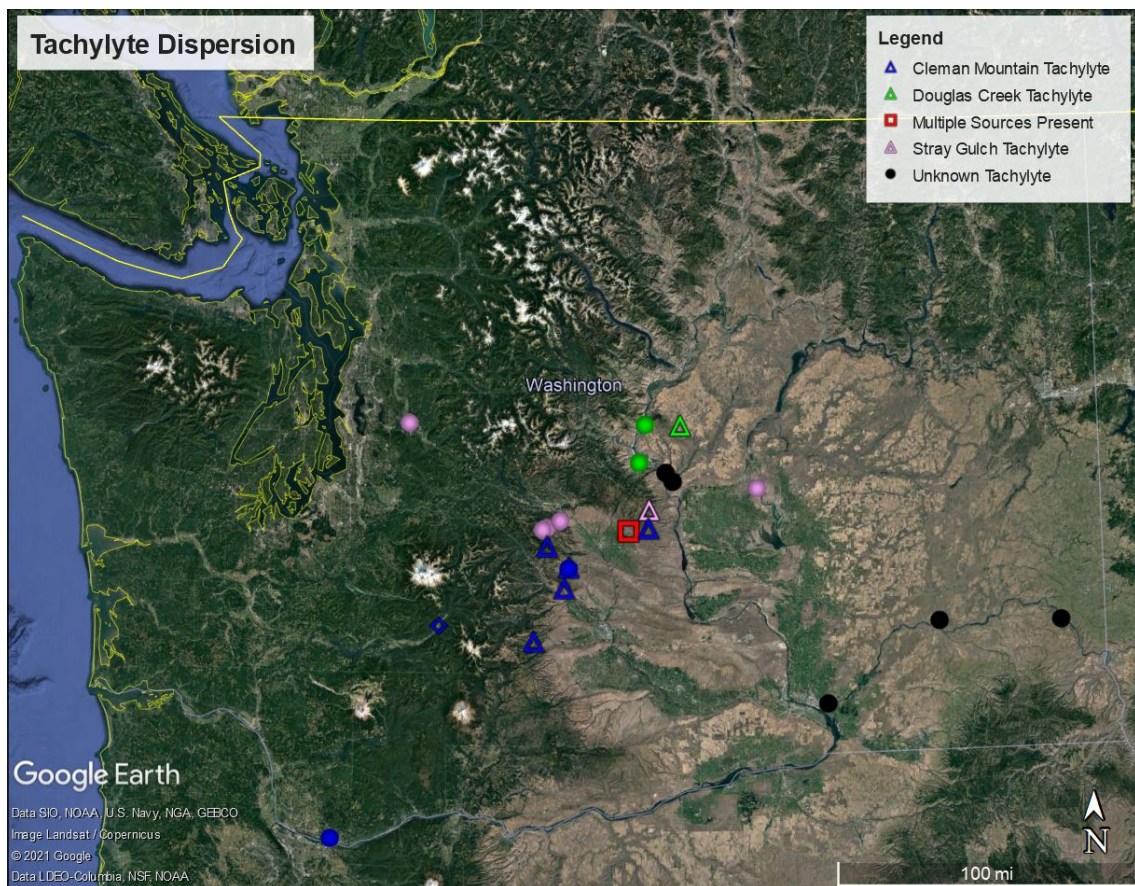 Tachylyte Dispersion
Legend
Cleman Mountain Tachylyte
Douglas Creek Tachylyte
Multiple Sources Present
Stray Gulch Tachylyte
Unknown Tachylyte
Washington
Google Earth
Data SIO, NOAA, U.S. Navy, NGA, GEBCO
Image Landsat / Copernicus
© 2021 Google
Data LDEO-Columbia, NSF, NOAA
N
100 mi